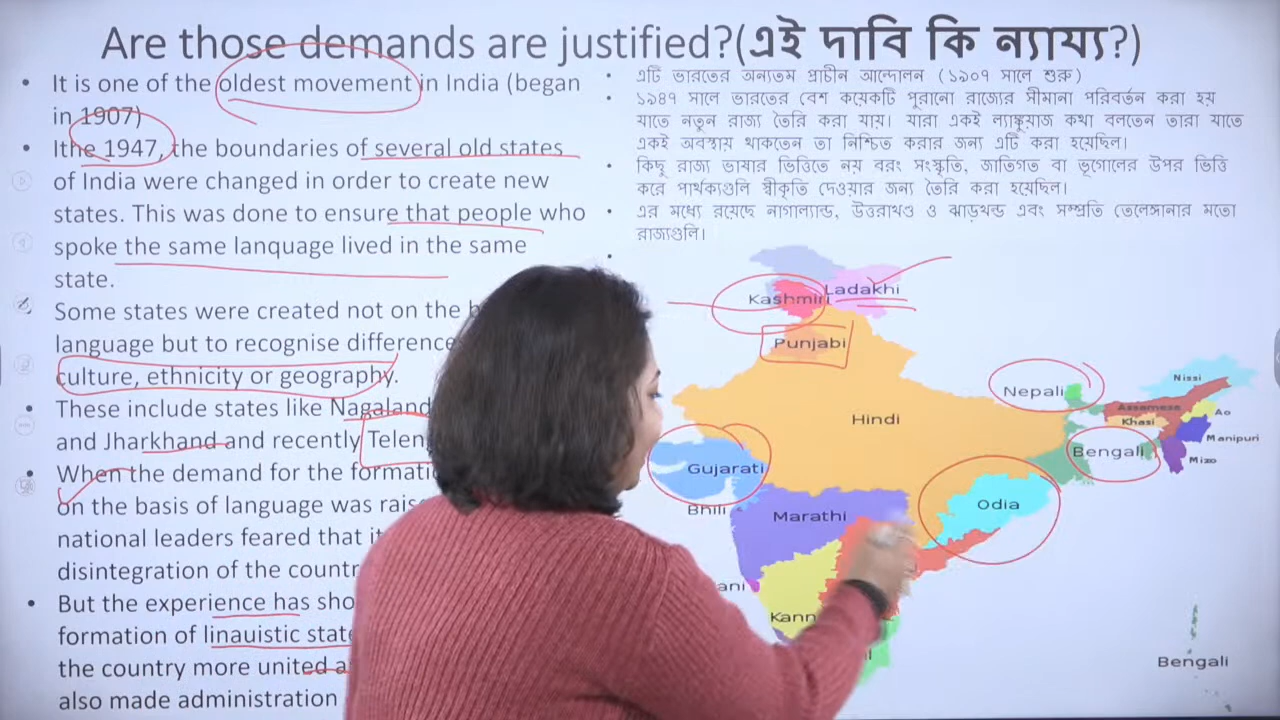 Are those demands are justified?(এই দাবি কি ন্যায্য?)
• It is one of the oldest movement in India (began
in 1907)
• Ithe 1947, the boundaries of several old states
of India were changed in order to create new
states. This was done to ensure that people who
spoke the same lanquage lived in the same
state.
Some states were created not on the
language but to recognise
culture, ethnicity or geography.
• These include states like Nagaland
and Jharkhand and recently
• When the demand for the
on the basis of language was
national leaders feared that
disintegration of the
• But the experience has
formation of linauistic
the country more united
also made administration
• এটি ভারতের অন্যতম প্রাচীন আন্দোলন (১৯০৭ সালে শুরু)
• ১৯৪৭ সালে ভারতের বেশ কয়েকটি পুরানো রাজ্যের সীমানা পরিবর্তন করা হয়
যাতে নতুন রাজ্য তৈরি করা যায়। যারা একই ল্যাঙ্কুয়াজ কথা বলতেন তারা যাতে
একই অবস্থায় থাকতেন তা নিশ্চিত করার জন্য এটি করা হয়েছিল।
• কিছু রাজ্য ভাষার ভিত্তিতে নয় বরং সংস্কৃতি, জাতিগত বা ভূগোলের উপর ভিত্তি
করে পার্থক্যগুলি স্বীকৃতি দেওয়ার জন্য তৈরি করা হয়েছিল।
• এর মধ্যে রয়েছে নাগাল্যান্ড, উত্তরাখণ্ড ও ঝাড়খন্ড এবং সম্প্রতি তেলেঙ্গানার মতো
রাজ্যগুলি।
•
Ladakhi
Kashmiri
Punjabi
Nepali
Nissi
Hindi
Assamese
Ao
Khasi
Manipuri
Bengali
Mizo
Gujarati
Bhili
Marathi
Odia
Bengali